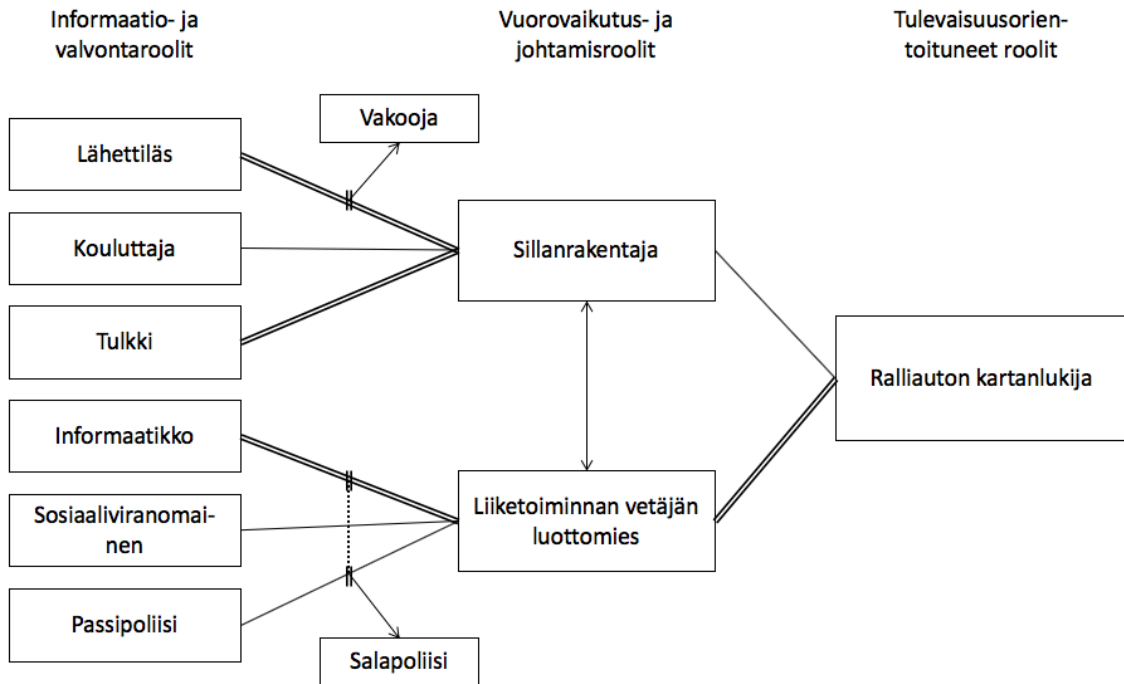 Informaatio- ja
valvontaroolit
Vuorovaikutus- ja
johtamisroolit
Tulevaisuusorien-
toituneet roolit
Vakooja
Lähettiläs
Kouluttaja
Sillanrakentaja
Tulkki
Ralliauton kartanlukija
Informaatikko
Liiketoiminnan vetäjän
luottomies
Sosiaaliviranomai-
nen
Passipoliisi
Salapoliisi